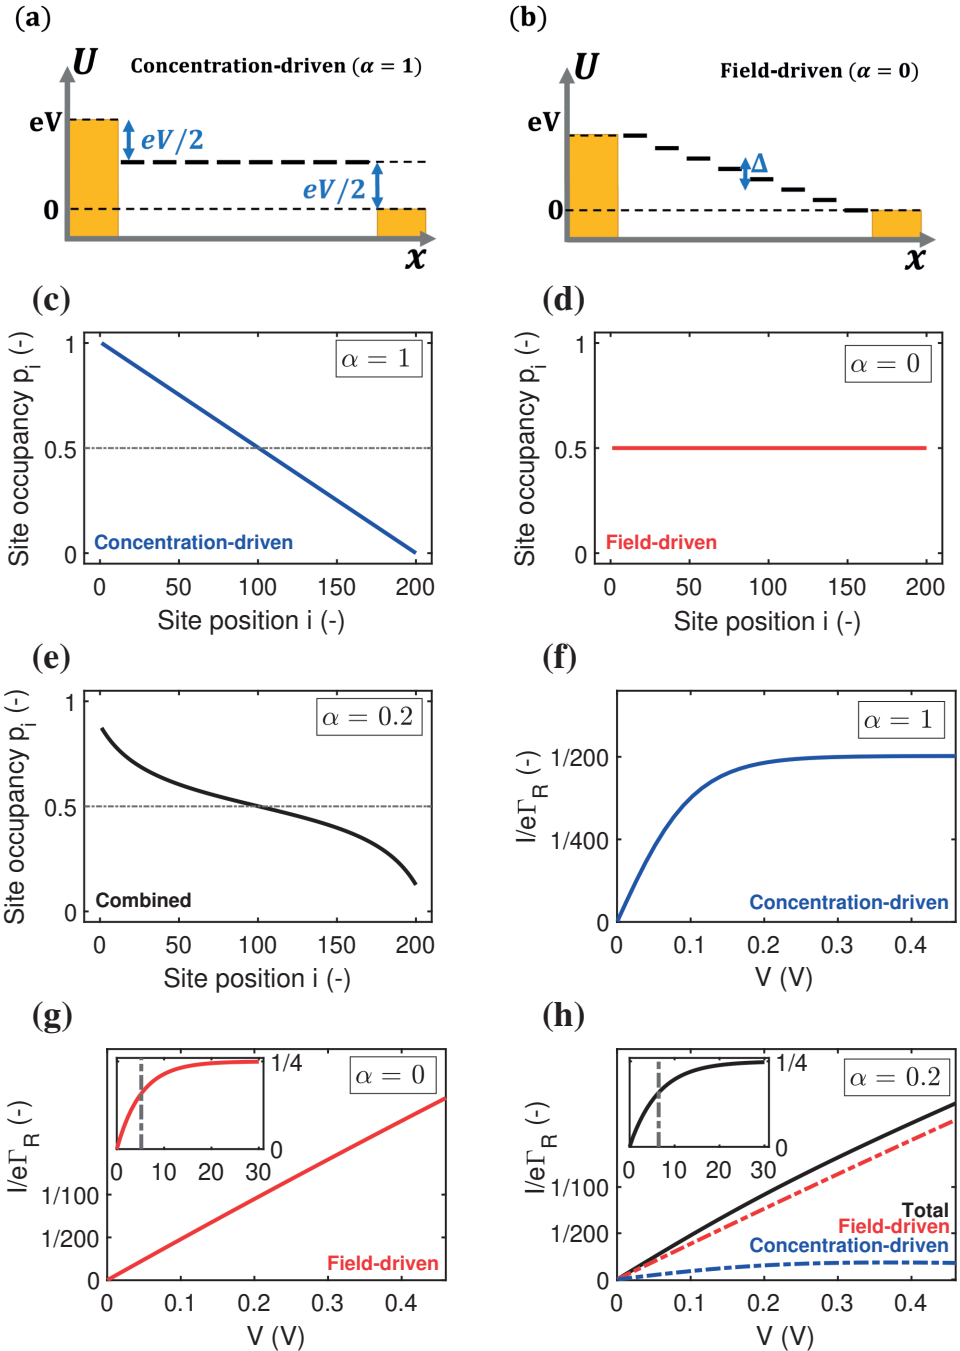 (a)
U
Concentration-driven (α = 1)
eV
eV/2
eV/2
0
x
(b)
U
Field-driven (α = 0)
eV
Δ
0
x
(c)
Site occupancy p_i (-)
1
0.5
0
α = 1
Concentration-driven
0 50 100 150 200
Site position i (-)
(d)
Site occupancy p_i (-)
1
0.5
0
α = 0
Field-driven
0 50 100 150 200
Site position i (-)
(e)
Site occupancy p_i (-)
1
0.5
0
α = 0.2
Combined
0 50 100 150 200
Site position i (-)
(f)
I/eΓ_R (-)
1/200
1/400
0
α = 1
Concentration-driven
0 0.1 0.2 0.3 0.4
V (V)
(g)
I/eΓ_R (-)
1/100
1/200
0
1/4
0
0 10 20 30
α = 0
Field-driven
0 0.1 0.2 0.3 0.4
V (V)
(h)
I/eΓ_R (-)
1/100
1/200
0
1/4
0
0 10 20 30
α = 0.2
Total
Field-driven
Concentration-driven
0 0.1 0.2 0.3 0.4
V (V)